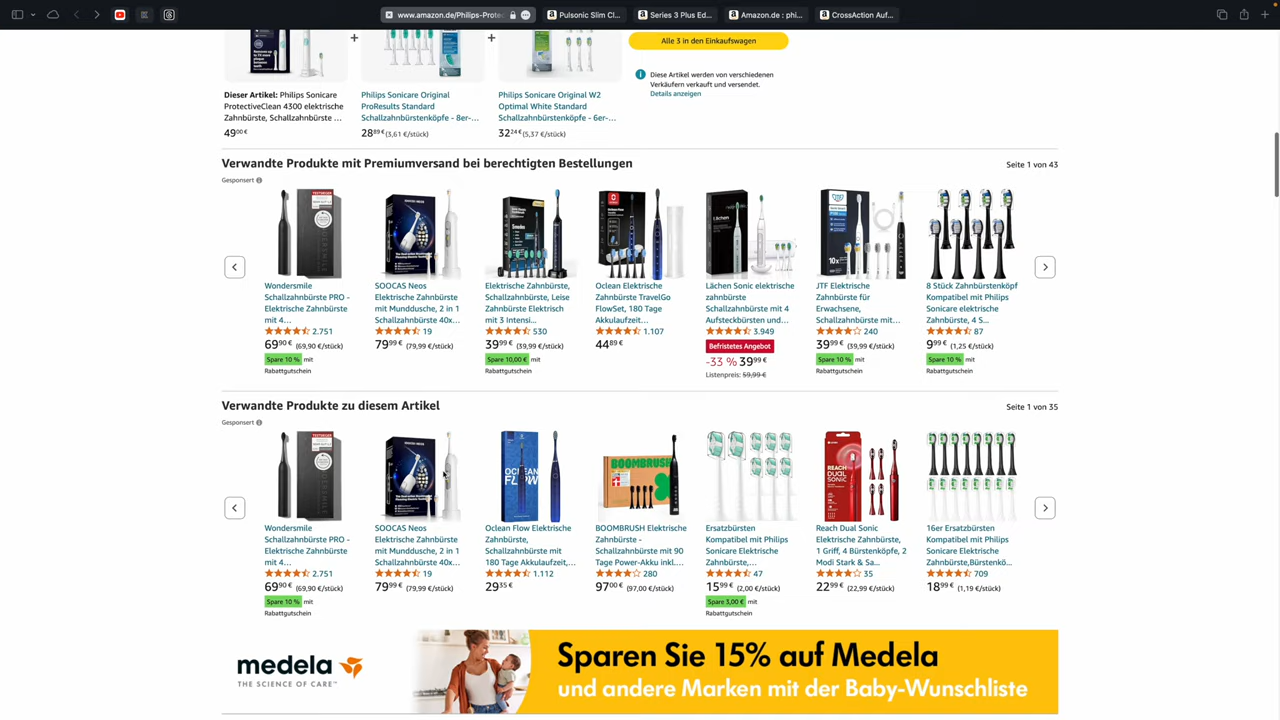 www.amazon.de/Philips-Prote
Pulsonic Slim Cl...
Series 3 Plus Ed...
Amazon.de : phi...
CrossAction Auf...
Alle 3 in den Einkaufswagen
Diese Artikel werden von verschiedenen
Verkäufern verkauft und versendet.
Details anzeigen
Dieser Artikel: Philips Sonicare
ProtectiveClean 4300 elektrische
Zahnbürste, Schallzahnbürste ...
49,00 €
Philips Sonicare Original
ProResults Standard
Schallzahnbürstenköpfe - 8er-...
28,89 € (3,61 €/stück)
Philips Sonicare Original W2
Optimal White Standard
Schallzahnbürstenköpfe - 6er-...
32,24 € (5,37 €/stück)
Verwandte Produkte mit Premiumversand bei berechtigten Bestellungen
Seite 1 von 43
Gesponsert
Wondersmile
Schallzahnbürste PRO -
Elektrische Zahnbürste
mit 4...
2.751
69,90 € (69,90 €/stück)
Spare 10 % mit
Rabattgutschein
SOOCAS Neos
Elektrische Zahnbürste
mit Munddusche, 2 in 1
Schallzahnbürste 40x...
19
79,99 € (79,99 €/stück)
Elektrische Zahnbürste,
Schallzahnbürste, Leise
Zahnbürste Elektrisch
mit 3 Intensi...
530
39,99 € (39,99 €/stück)
Spare 10,00 € mit
Rabattgutschein
Oclean Elektrische
Zahnbürste TravelGo
FlowSet, 180 Tage
Akkulaufzeit...
1.107
44,89 €
Lächen Sonic elektrische
zahnbürste
Schallzahnbürste mit 4
Aufsteckbürsten und...
3.949
Befristetes Angebot
-33 % 39,99 €
Listenpreis: 59,99 €
JTF Elektrische
Zahnbürste für
Erwachsene,
Schallzahnbürste mit...
240
39,99 € (39,99 €/stück)
Spare 10 % mit
Rabattgutschein
8 Stück Zahnbürstenköpf
Kompatibel mit Philips
Sonicare elektrische
Zahnbürste, 4 S...
87
9,99 € (1,25 €/stück)
Spare 10 % mit
Rabattgutschein
Verwandte Produkte zu diesem Artikel
Seite 1 von 35
Gesponsert
Wondersmile
Schallzahnbürste PRO -
Elektrische Zahnbürste
mit 4...
2.751
69,90 € (69,90 €/stück)
Spare 10 % mit
Rabattgutschein
SOOCAS Neos
Elektrische Zahnbürste
mit Munddusche, 2 in 1
Schallzahnbürste 40x...
19
79,99 € (79,99 €/stück)
OCLEAN
FLOW
Oclean Flow Elektrische
Zahnbürste,
Schallzahnbürste mit
180 Tage Akkulaufzeit,...
1.112
29,35 €
BOOMBRUSH
BOOMBRUSH Elektrische
Zahnbürste -
Schallzahnbürste mit 90
Tage Power-Akku inkl....
280
97,00 € (97,00 €/stück)
Ersatzbürsten
Kompatibel mit Philips
Sonicare Elektrische
Zahnbürste,...
47
15,99 € (2,00 €/stück)
Spare 3,00 € mit
Rabattgutschein
REACH
DUAL
SONIC
Reach Dual Sonic
Elektrische Zahnbürste,
1 Griff, 4 Bürstenköpfe, 2
Modi Stark & Sa...
35
22,99 € (22,99 €/stück)
16er Ersatzbürsten
Kompatibel mit Philips
Sonicare Elektrische
Zahnbürste,Bürstenkö...
709
18,99 € (1,19 €/stück)
medela
THE SCIENCE OF CARE™
Sparen Sie 15% auf Medela
und andere Marken mit der Baby-Wunschliste